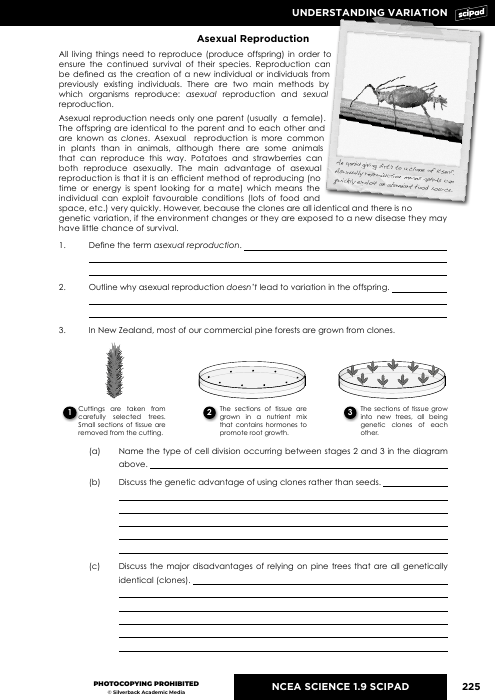 UNDERSTANDING VARIATION
scipad
Asexual Reproduction
All living things need to reproduce (produce offspring) in order to
ensure the continued survival of their species. Reproduction can
be defined as the creation of a new individual or individuals from
previously existing individuals. There are two main methods by
which organisms reproduce: asexual reproduction and sexual
reproduction.
Asexual reproduction needs only one parent (usually a female).
The offspring are identical to the parent and to each other and
are known as clones. Asexual reproduction is more common
in plants than in animals, although there are some animals
that can reproduce this way. Potatoes and strawberries can
both reproduce asexually. The main advantage of asexual
reproduction is that it is an efficient method of reproducing (no
time or energy is spent looking for a mate) which means the
individual can exploit favourable conditions (lots of food and
space, etc.) very quickly. However, because the clones are all identical and there is no
genetic variation, if the environment changes or they are exposed to a new disease they may
have little chance of survival.
An aphid giving birth to a clone of itself.
quickly exploit an abundant food source.
1. Define the term asexual reproduction.
2. Outline why asexual reproduction doesn't lead to variation in the offspring.
3. In New Zealand, most of our commercial pine forests are grown from clones.
1 Cuttings are taken from
carefully selected trees.
Small sections of tissue are
removed from the cutting.
2 The sections of tissue are
grown in a nutrient mix
that contains hormones to
promote root growth.
3 The sections of tissue grow
into new trees, all being
genetic clones of each
other.
(a) Name the type of cell division occurring between stages 2 and 3 in the diagram
above.
(b) Discuss the genetic advantage of using clones rather than seeds.
(c) Discuss the major disadvantages of relying on pine trees that are all genetically
identical (clones).
PHOTOCOPYING PROHIBITED
© Silverback Academic Media
NCEA SCIENCE 1.9 SCIPAD
225